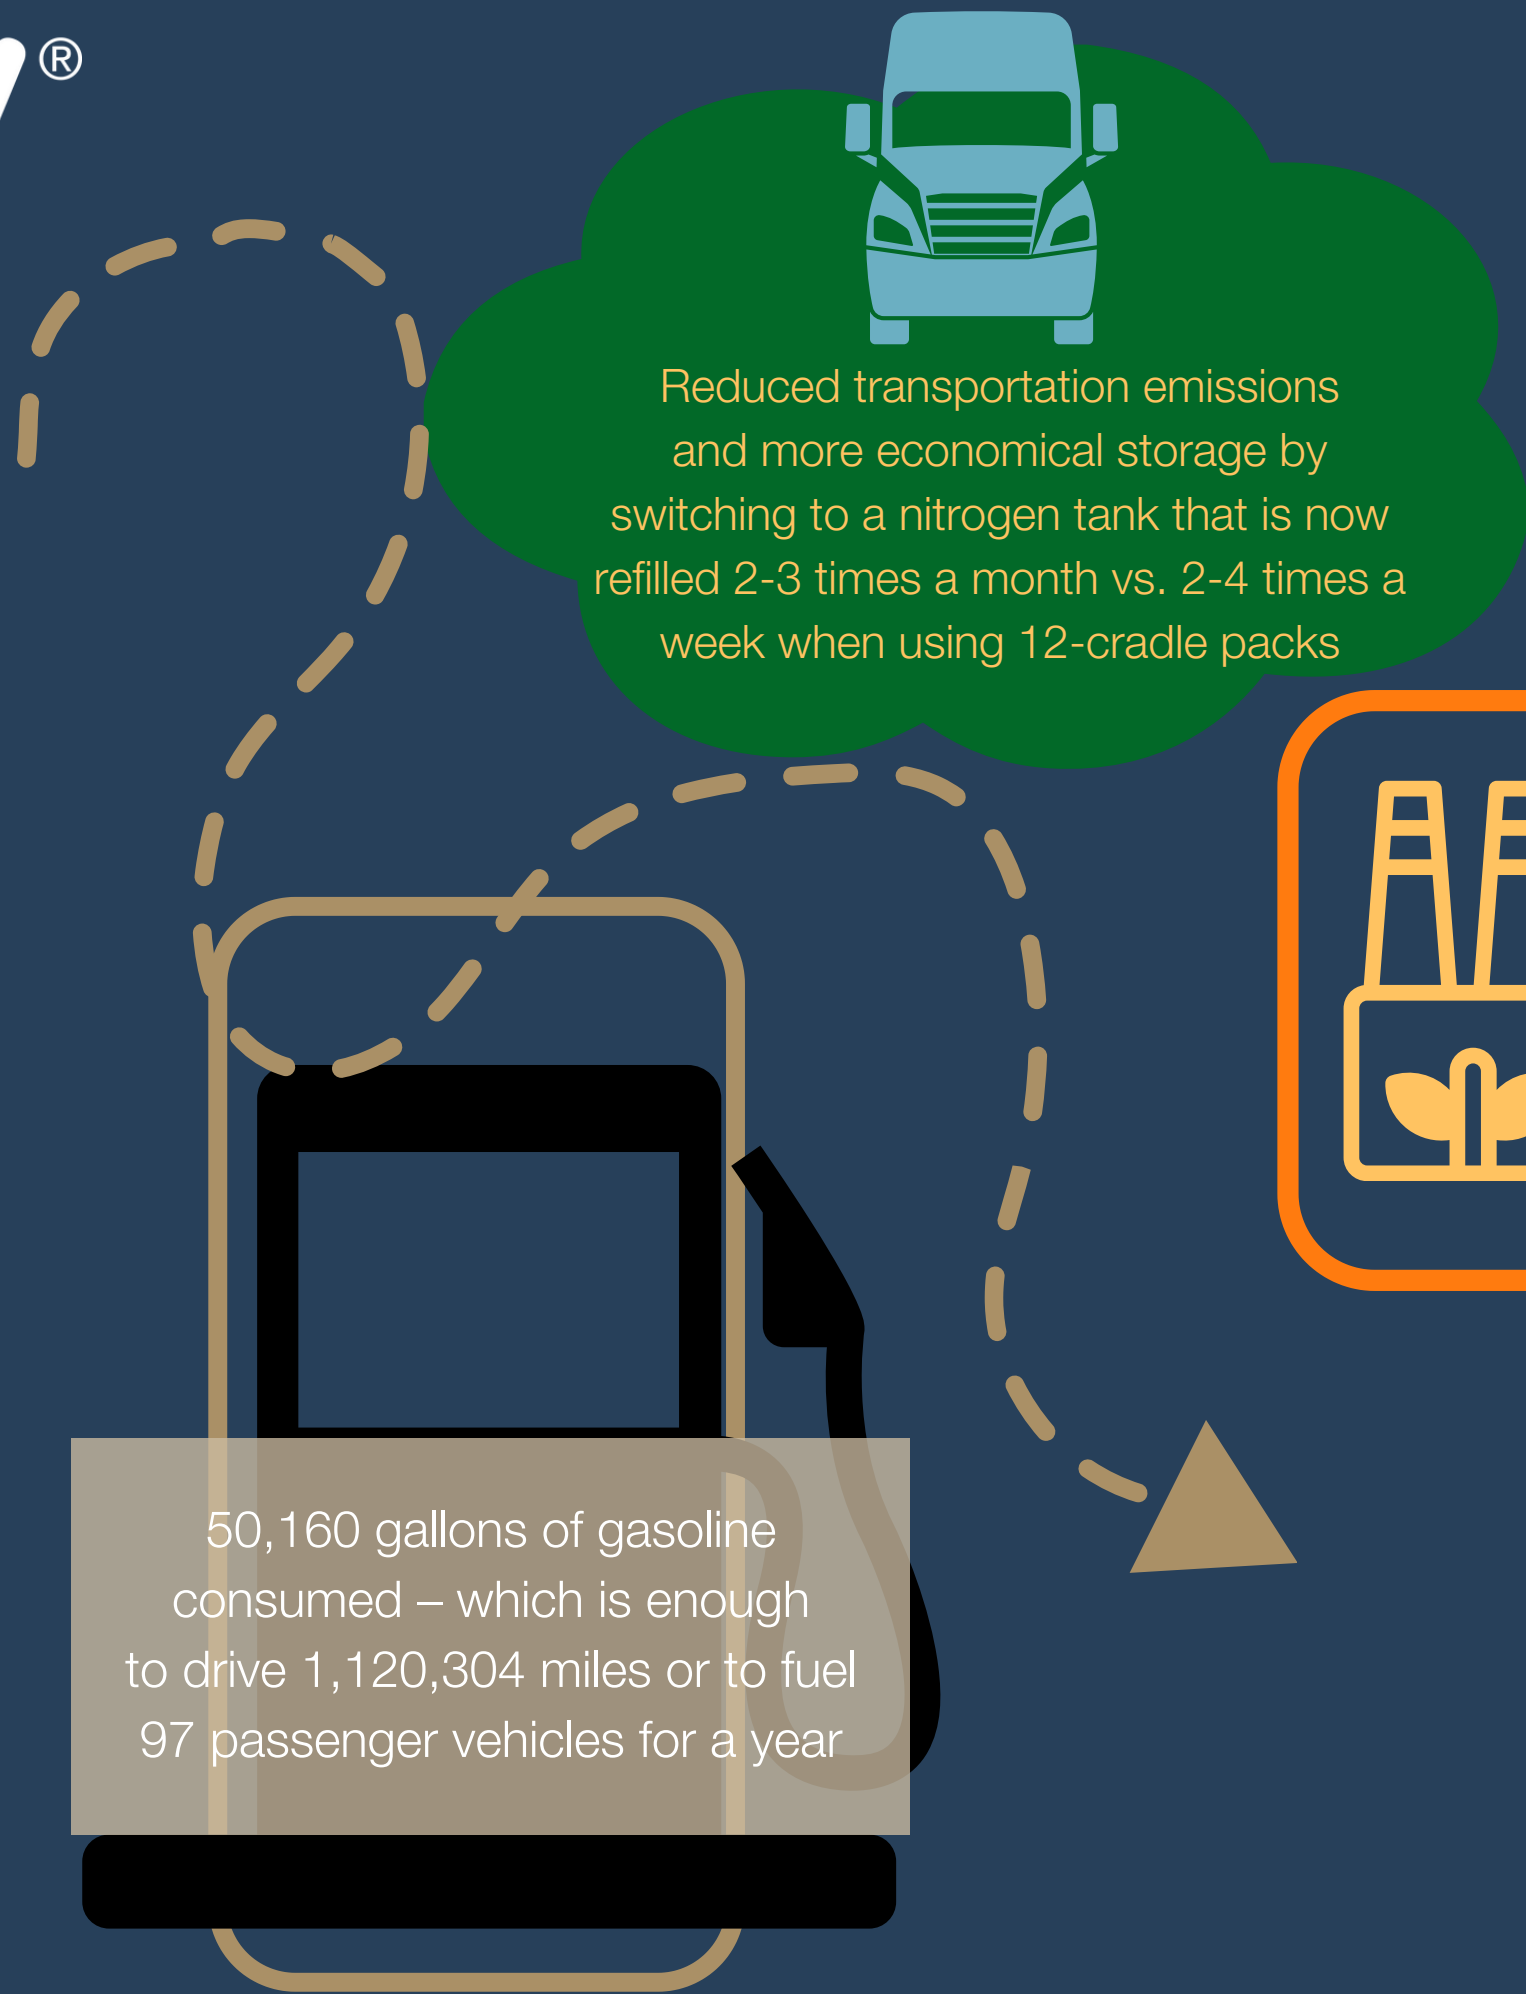 ®
Reduced transportation emissions
and more economical storage by
switching to a nitrogen tank that is now
refilled 2-3 times a month vs. 2-4 times a
week when using 12-cradle packs
50,160 gallons of gasoline
consumed – which is enough
to drive 1,120,304 miles or to fuel
97 passenger vehicles for a year